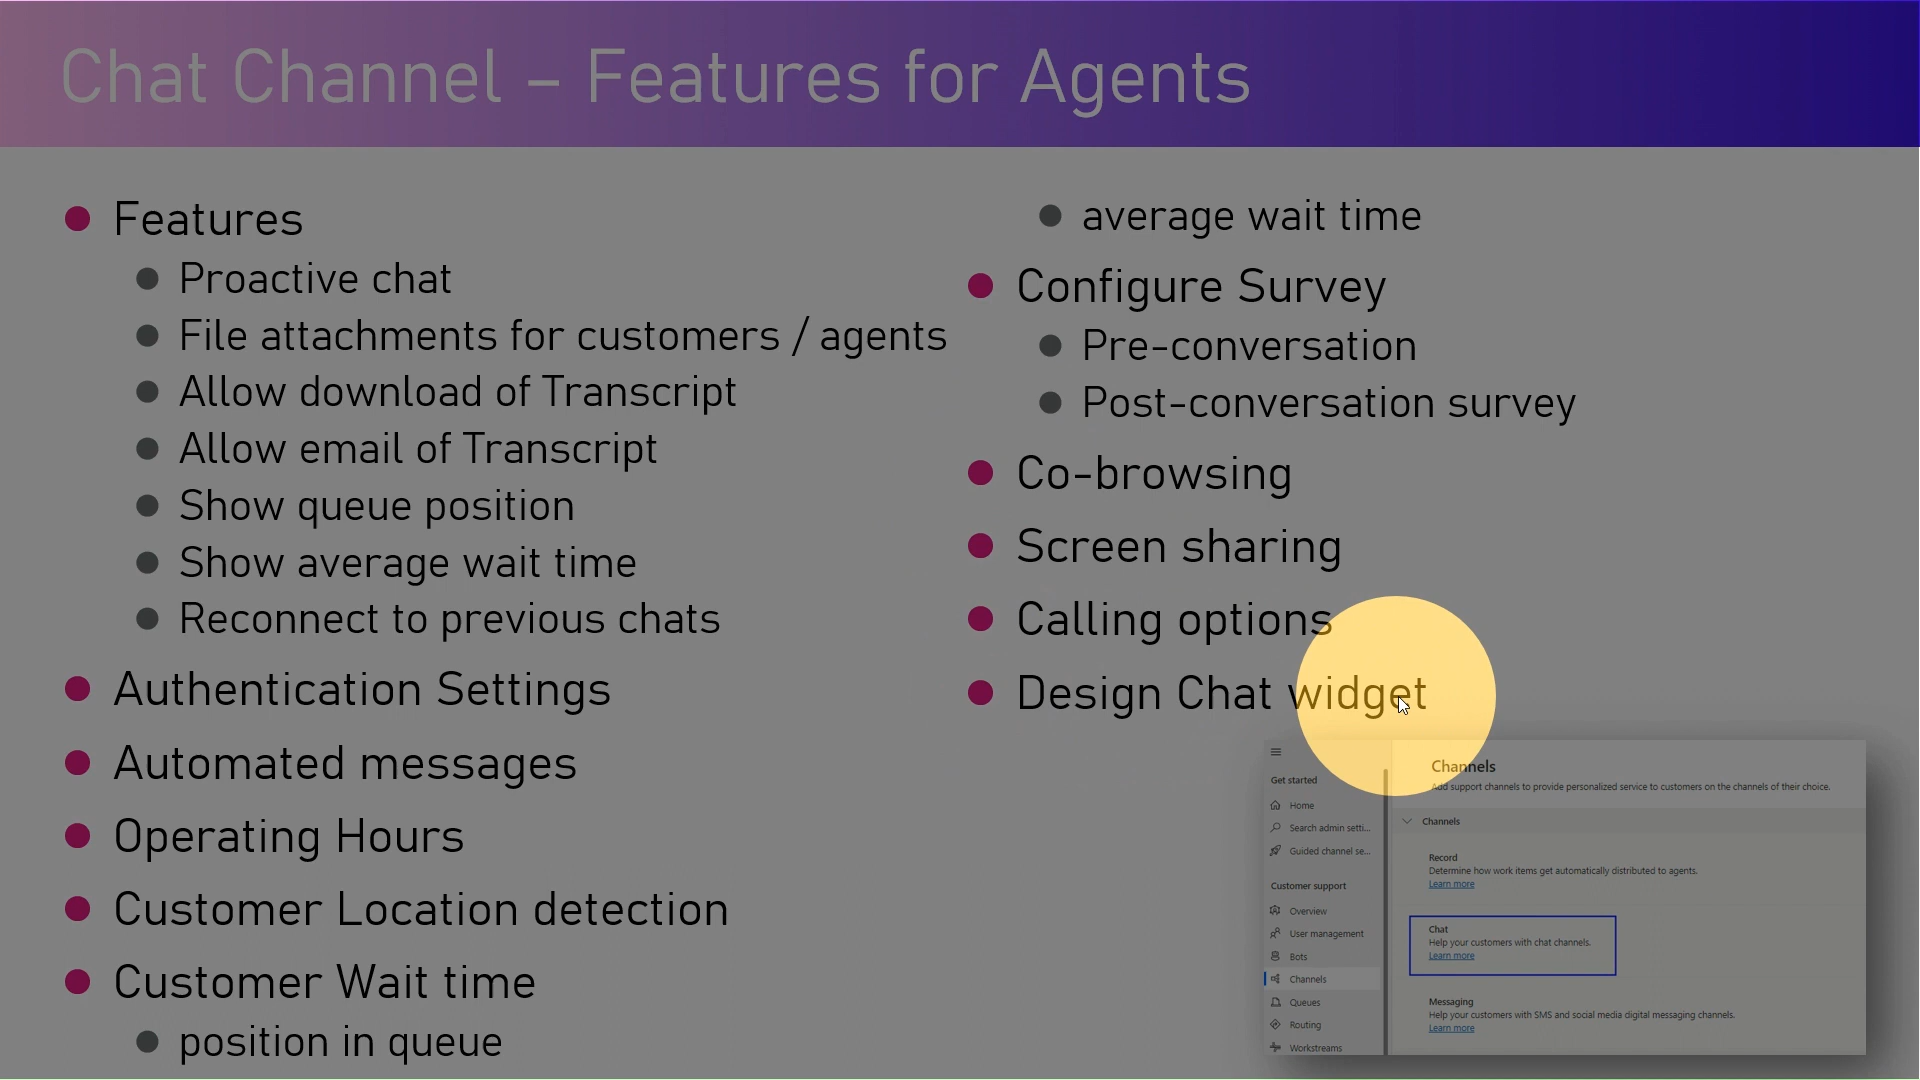 Chat Channel – Features for Agents
Features
Proactive chat
File attachments for customers / agents
Allow download of Transcript
Allow email of Transcript
Show queue position
Show average wait time
Reconnect to previous chats
Authentication Settings
Automated messages
Operating Hours
Customer Location detection
Customer Wait time
position in queue
average wait time
Configure Survey
Pre-conversation
Post-conversation survey
Co-browsing
Screen sharing
Calling options
Design Chat widget
Get started
Home
Search admin setti...
Guided channel se...
Customer support
Overview
User management
Bots
Channels
Queues
Routing
Workstreams
Channels
Add support channels to provide personalized service to customers on the channels of their choice.
Channels
Record
Determine how work items get automatically distributed to agents.
Learn more
Chat
Help your customers with chat channels.
Learn more
Messaging
Help your customers with SMS and social media digital messaging channels.
Learn more